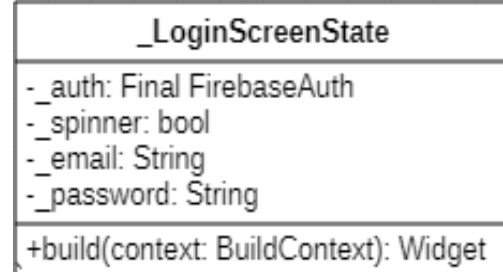 _LoginScreenState
-_auth: Final FirebaseAuth
-_spinner: bool
-_email: String
-_password: String
+build(context: BuildContext): Widget